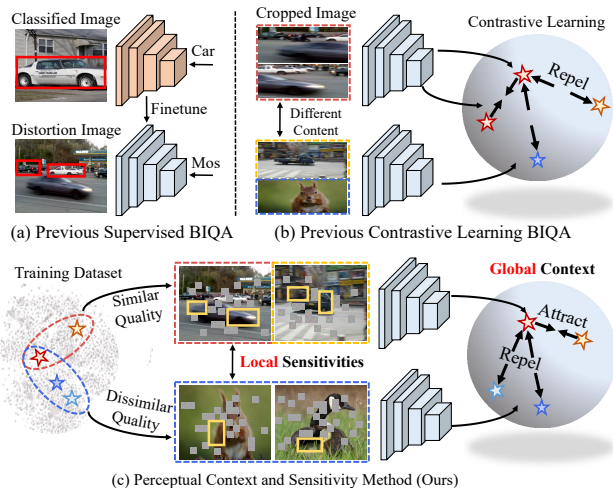 Classified Image
Car
Finetune
Distortion Image
Mos
(a) Previous Supervised BIQA
Cropped Image
Contrastive Learning
Repel
Different
Content
(b) Previous Contrastive Learning BIQA
Training Dataset
Similar
Quality
Dissimilar
Quality
Local Sensitivities
Global Context
Attract
Repel
(c) Perceptual Context and Sensitivity Method (Ours)